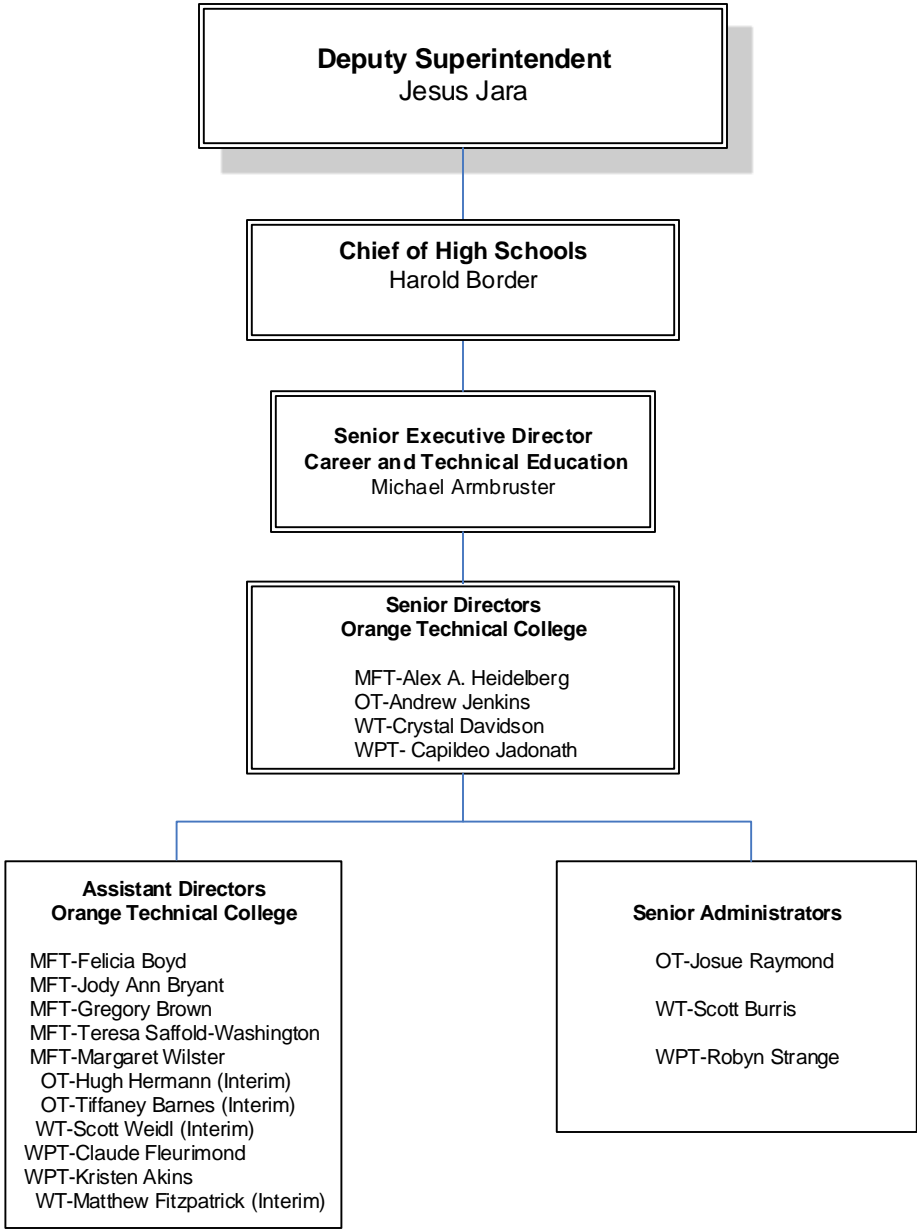 Deputy Superintendent
Jesus Jara
Chief of High Schools
Harold Border
Senior Executive Director
Career and Technical Education
Michael Armbruster
Senior Directors
Orange Technical College
MFT-Alex A. Heidelberg
OT-Andrew Jenkins
WT-Crystal Davidson
WPT- Capildeo Jadonath
Assistant Directors
Orange Technical College
MFT-Felicia Boyd
MFT-Jody Ann Bryant
MFT-Gregory Brown
MFT-Teresa Saffold-Washington
MFT-Margaret Wilster
OT-Hugh Hermann (Interim)
OT-Tiffaney Barnes (Interim)
WT-Scott Weidl (Interim)
WPT-Claude Fleurimond
WPT-Kristen Akins
WT-Matthew Fitzpatrick (Interim)
Senior Administrators
OT-Josue Raymond
WT-Scott Burris
WPT-Robyn Strange